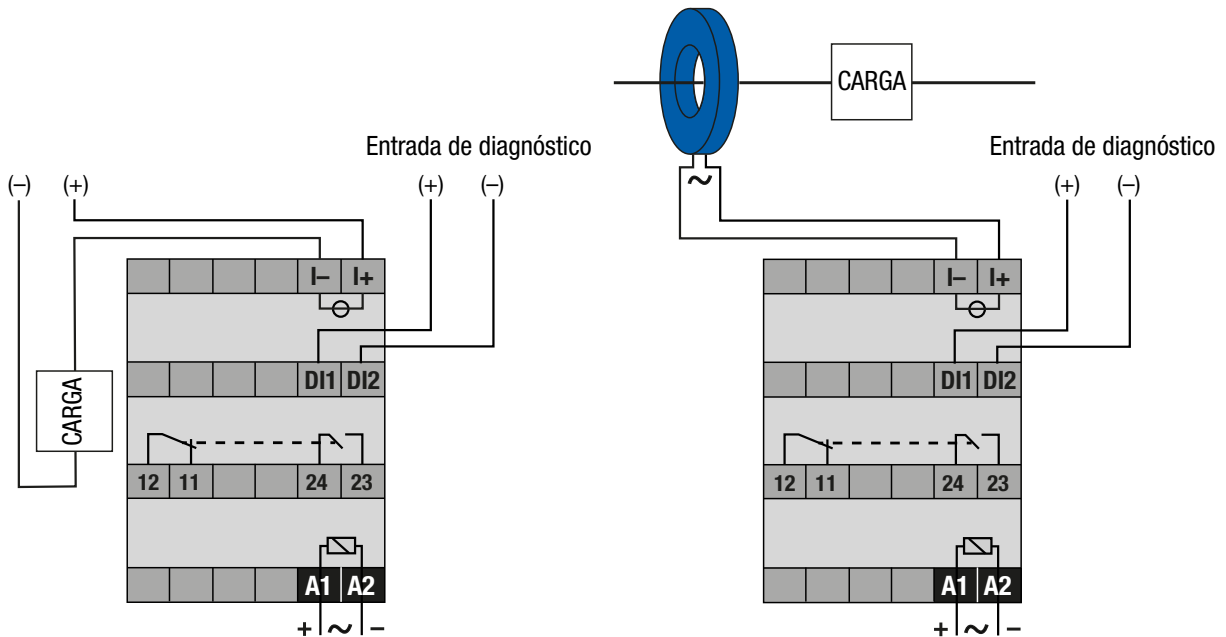 CARGA
Entrada de diagnóstico
Entrada de diagnóstico
(–) (+) (+) (–)
(+) (–)
I– I+
I– I+
DI1 DI2
DI1 DI2
CARGA
12 11 24 23
12 11 24 23
A1 A2
A1 A2
+ ~ –
+ ~ –
~